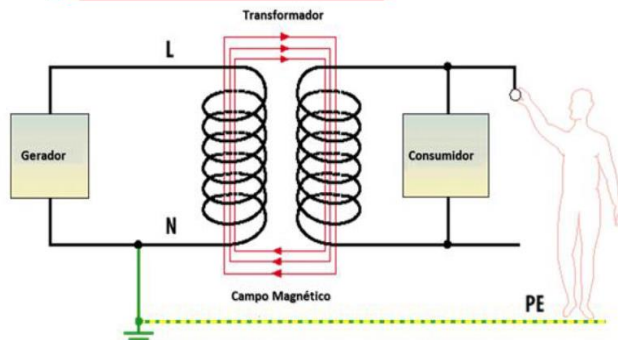 Transformador
L
Gerador
Consumidor
N
Campo Magnético
PE